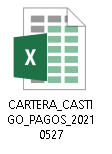 X
CARTERA_CASTI
GO_PAGOS_2021
0527